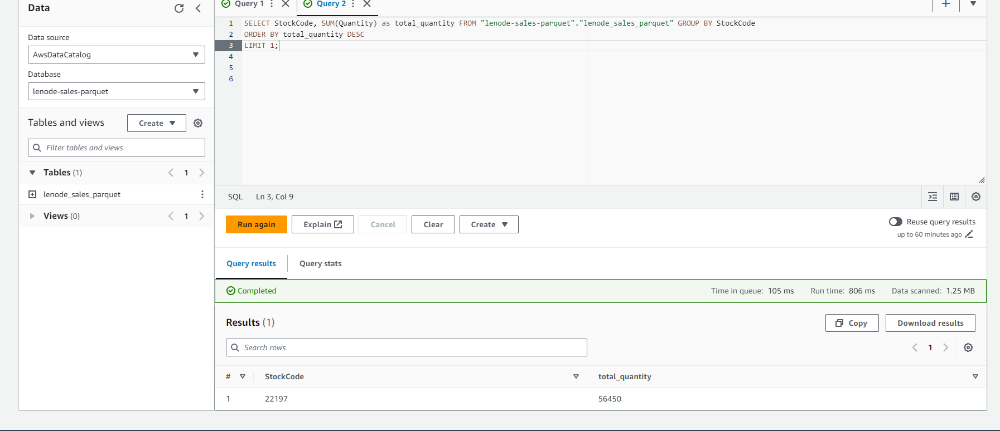 Data
Data source
AwsDataCatalog
Database
lenode-sales-parquet
Tables and views
Create
Filter tables and views
Tables (1)
1
lenode_sales_parquet
Views (0)
1
Query 1
Query 2
1 SELECT StockCode, SUM(Quantity) as total_quantity FROM "lenode-sales-parquet"."lenode_sales_parquet" GROUP BY StockCode
2 ORDER BY total_quantity DESC
3 LIMIT 1;
4
5
6
SQL Ln 3, Col 9
Run again Explain Cancel Clear Create
Reuse query results
up to 60 minutes ago
Query results Query stats
Completed Time in queue: 105 ms Run time: 806 ms Data scanned: 1.25 MB
Results (1) Copy Download results
Search rows
1
# StockCode total_quantity
1 22197 56450